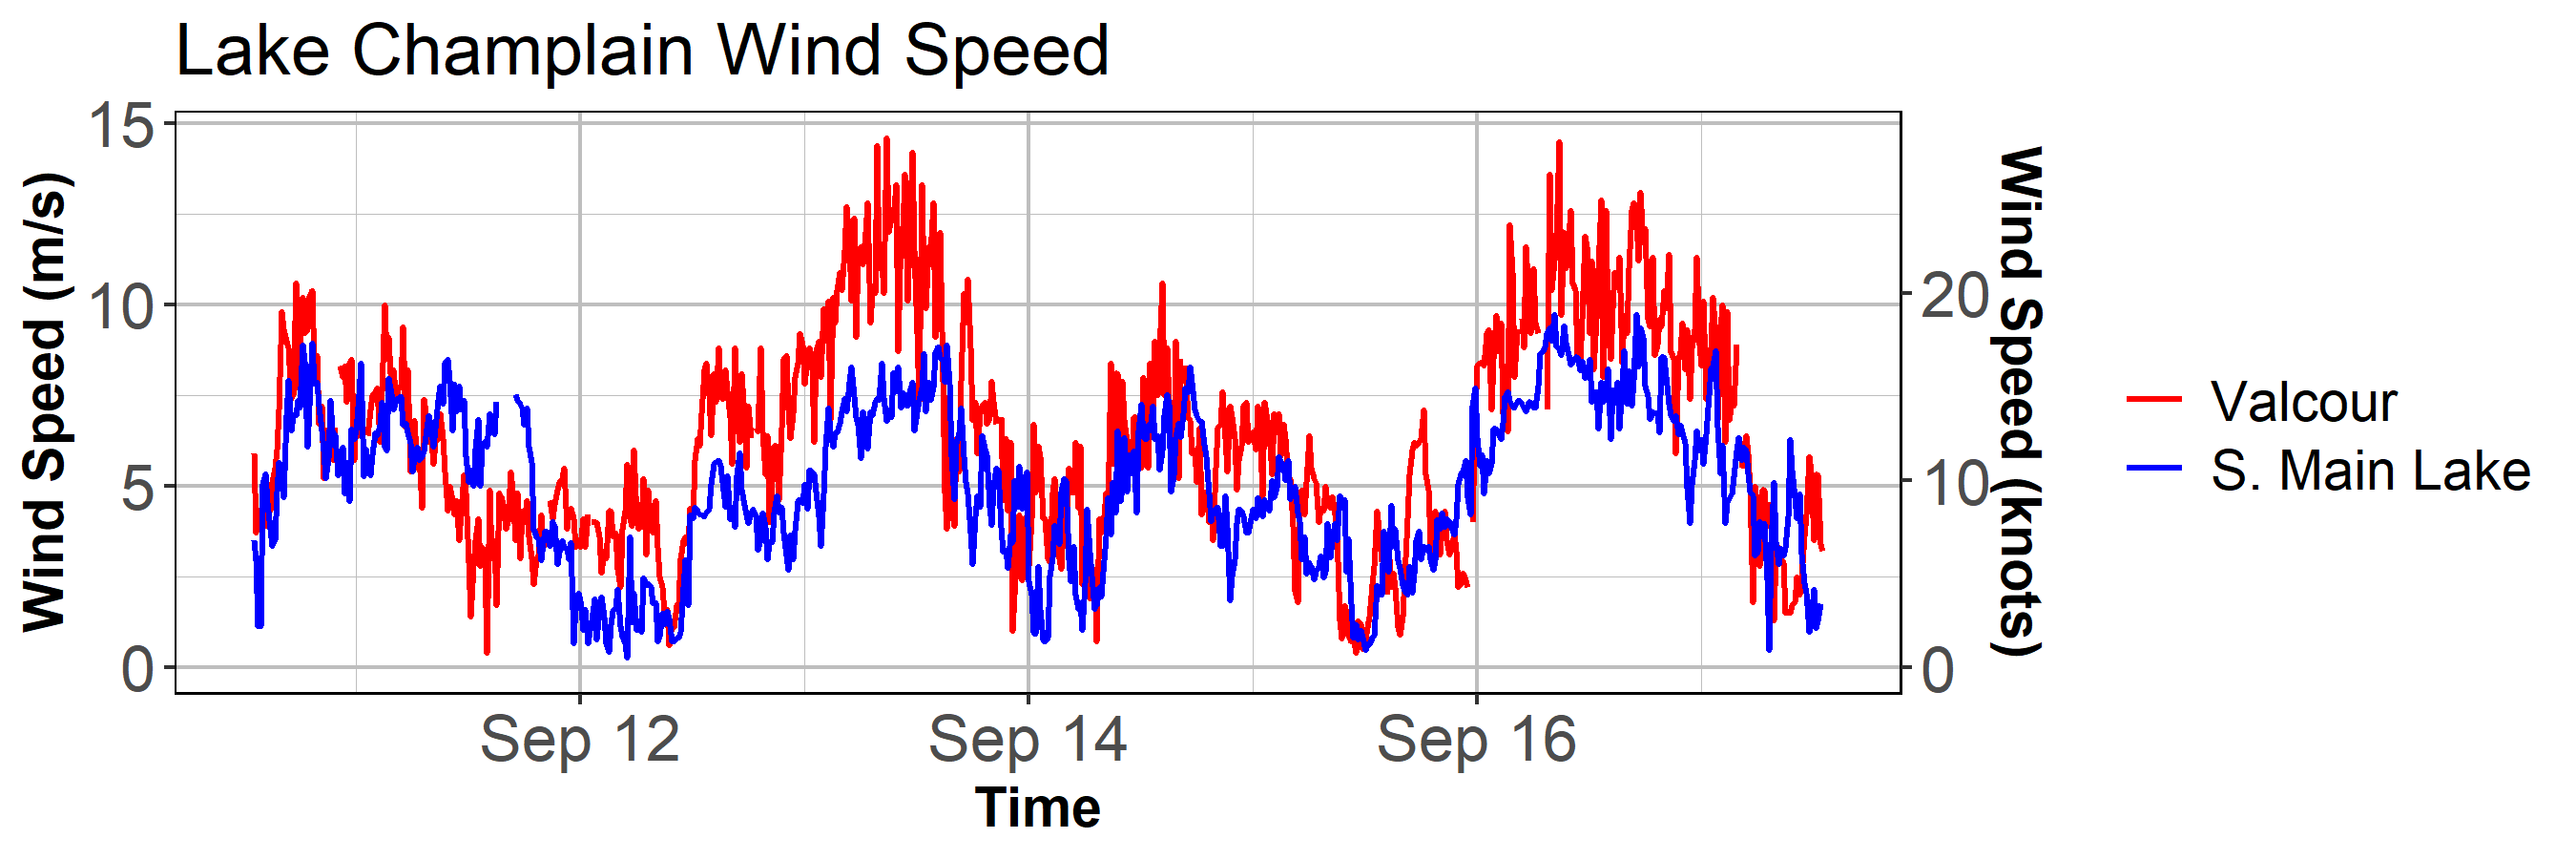 Lake Champlain Wind Speed
15
10
5
0
Wind Speed (m/s)
20
10
0
Wind Speed (knots)
Sep 12
Sep 14
Sep 16
Time
Valcour
S. Main Lake